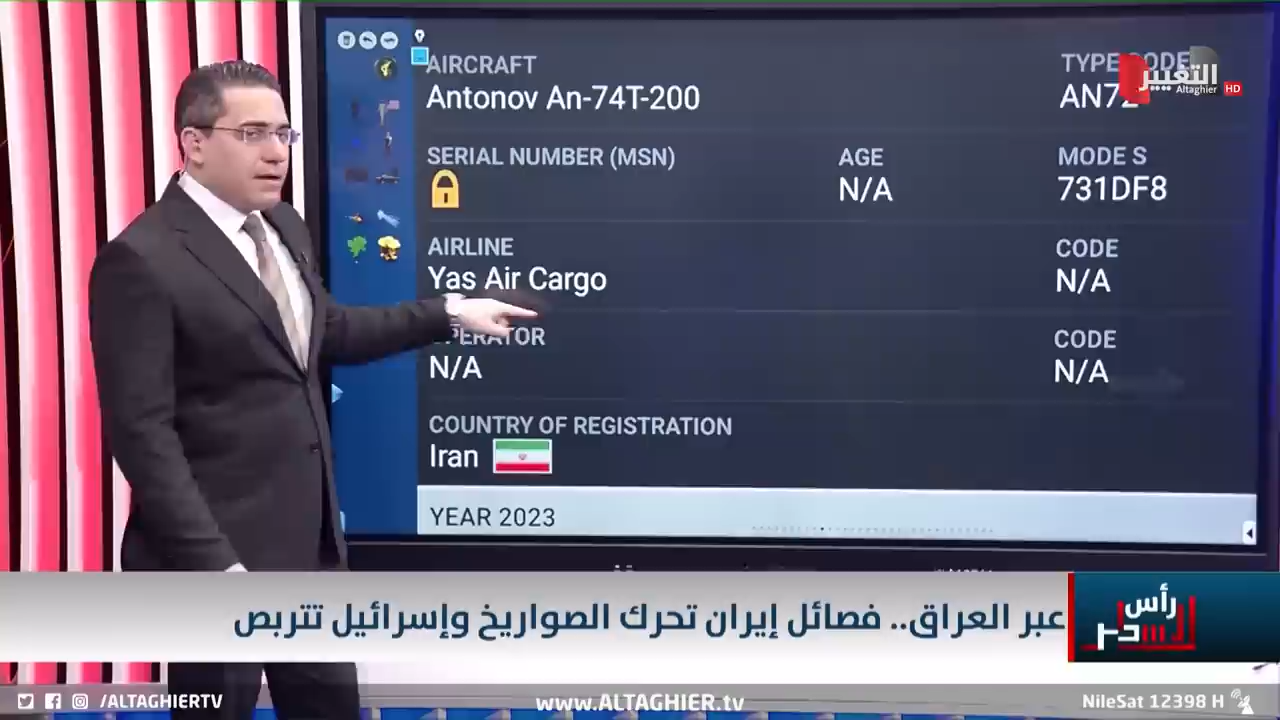 AIRCRAFT
Antonov An-74T-200
TYPE CODE
التغيير
Altaghier HD
SERIAL NUMBER (MSN)
AGE
N/A
MODE S
731DF8
AIRLINE
Yas Air Cargo
CODE
N/A
OPERATOR
N/A
CODE
N/A
COUNTRY OF REGISTRATION
Iran
YEAR 2023
عبر العراق.. فصائل إيران تحرك الصواريخ وإسرائيل تتربص
رأس
السطر
/ALTAGHIERTV
www.ALTAGHIER.tv
NileSat 12398 H